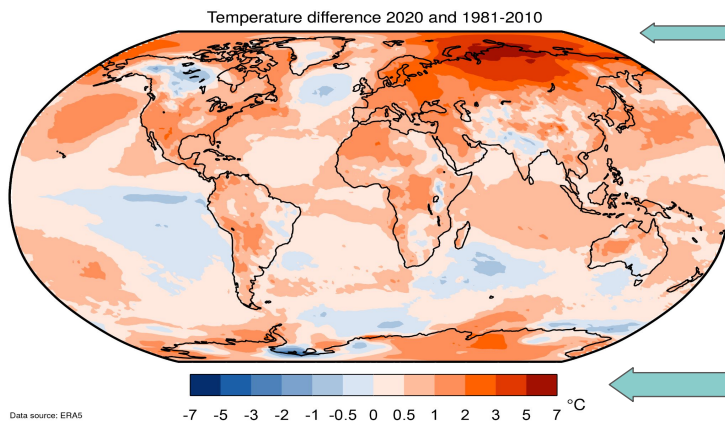 Temperature difference 2020 and 1981-2010
-7 -5 -3 -2 -1 -0.5 0 0.5 1 2 3 5 7 °C
Data source: ERA5